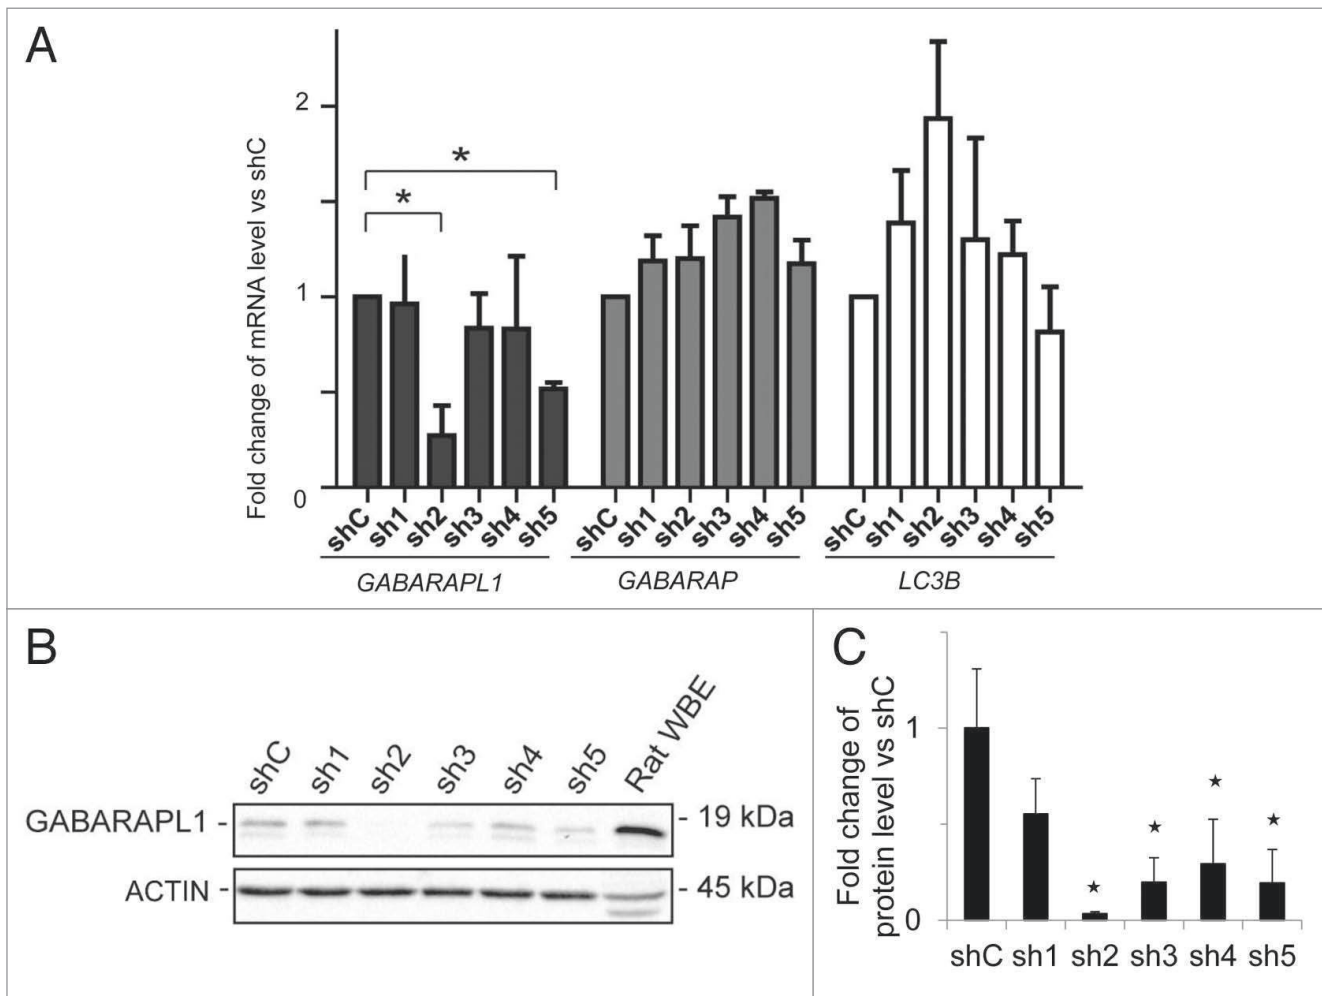 A
Fold change of mRNA level vs shC
2
1
0
* *
shC sh1 sh2 sh3 sh4 sh5 shC sh1 sh2 sh3 sh4 sh5 shC sh1 sh2 sh3 sh4 sh5
GABARAPL1 GABARAP LC3B
B
shC sh1 sh2 sh3 sh4 sh5 Rat WBE
GABARAPL1 - - 19 kDa
ACTIN - - 45 kDa
C
Fold change of
protein level vs shC
1
0
★ ★ ★ ★
shC sh1 sh2 sh3 sh4 sh5